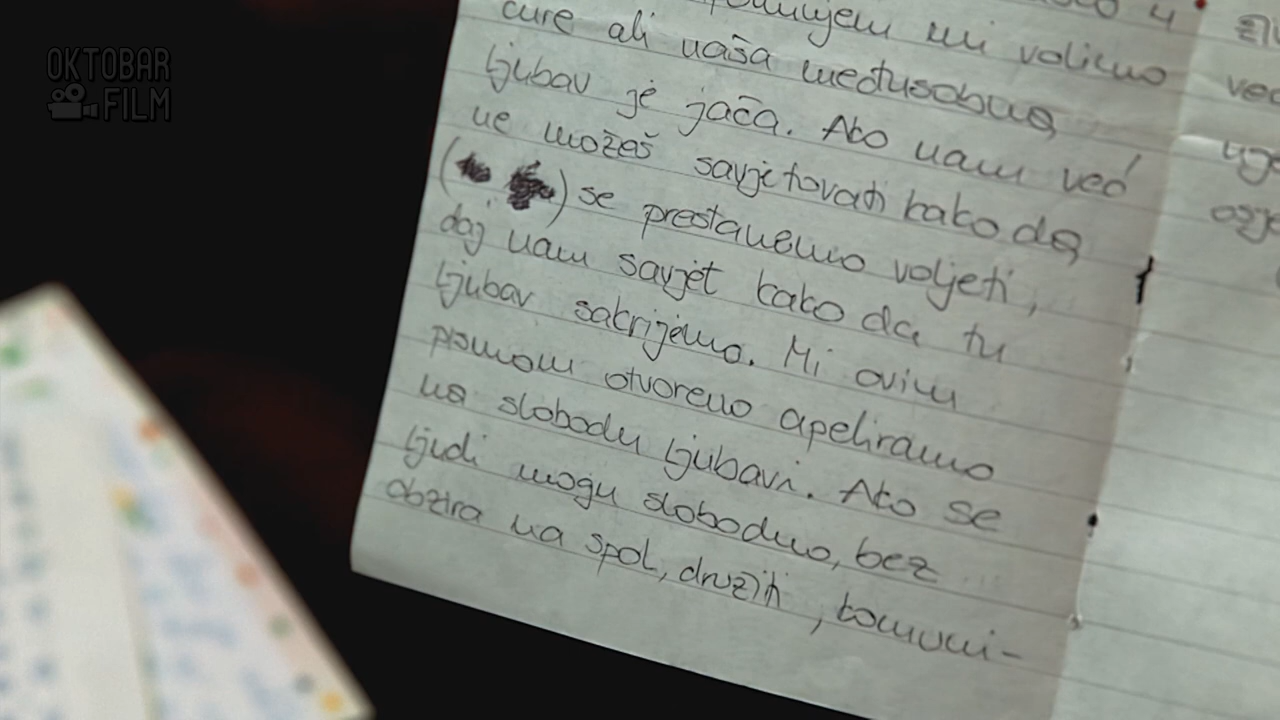 OKTOBAR
FILM
mi volimo
cure ali naša međusobna
ljubav je jača. Ako nam već
ne možeš savjetovati kako da
( ) se prestanemo voljeti,
daj nam savjet kako da tu
ljubav sakrijemo. Mi ovim
pismom otvoreno apeliramo
na slobodu ljubavi. Ako se
ljudi mogu slobodno, bez
obzira na spol, družiti, komuni-